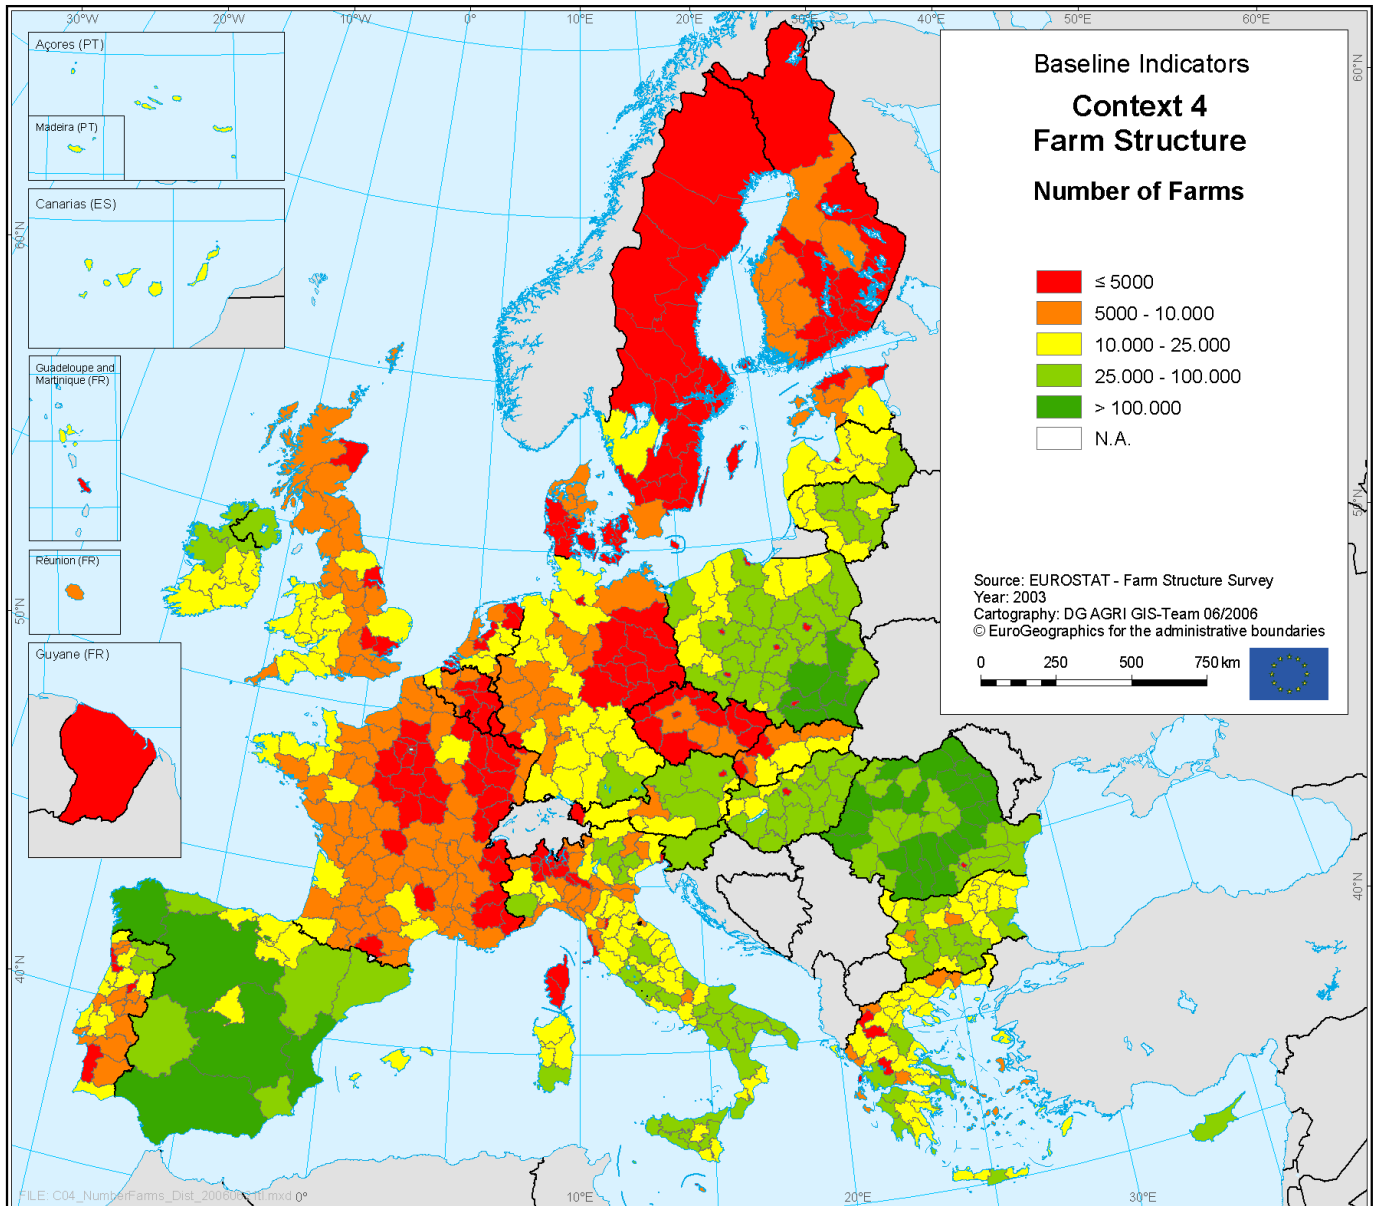 30°W
20°W
10°W
0°
10°E
20°E
30°E
40°E
50°E
60°E
Açores (PT)
Madeira (PT)
Canarias (ES)
Guadeloupe and
Martinique (FR)
Réunion (FR)
Guyane (FR)
Baseline Indicators
Context 4
Farm Structure
Number of Farms
≤ 5000
5000 - 10.000
10.000 - 25.000
25.000 - 100.000
> 100.000
N.A.
Source: EUROSTAT - Farm Structure Survey
Year: 2003
Cartography: DG AGRI GIS-Team 06/2006
© EuroGeographics for the administrative boundaries
0 250 500 750 km
60°N
50°N
40°N
60°N
50°N
40°N
0°
10°E
20°E
30°E